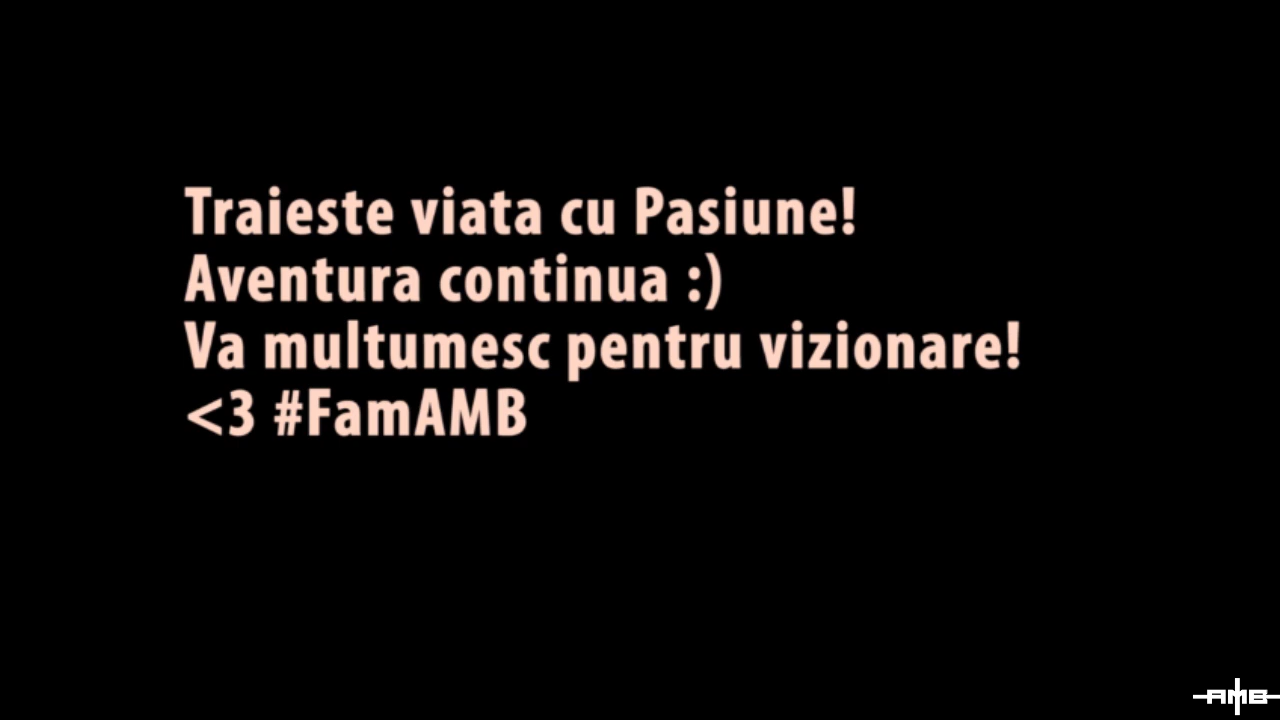 Traieste viata cu Pasiune!
Aventura continua :)
Va multumesc pentru vizionare!
<3 #FamAMB
AMB